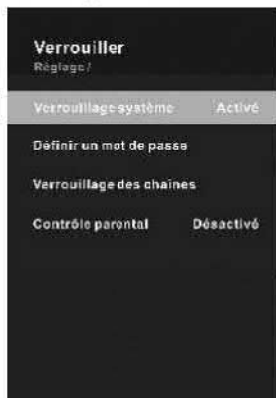 Verrouiller
Réglage /
Verrouillage système Activé
Définir un mot de passe
Verrouillage des chaînes
Contrôle parental Désactivé